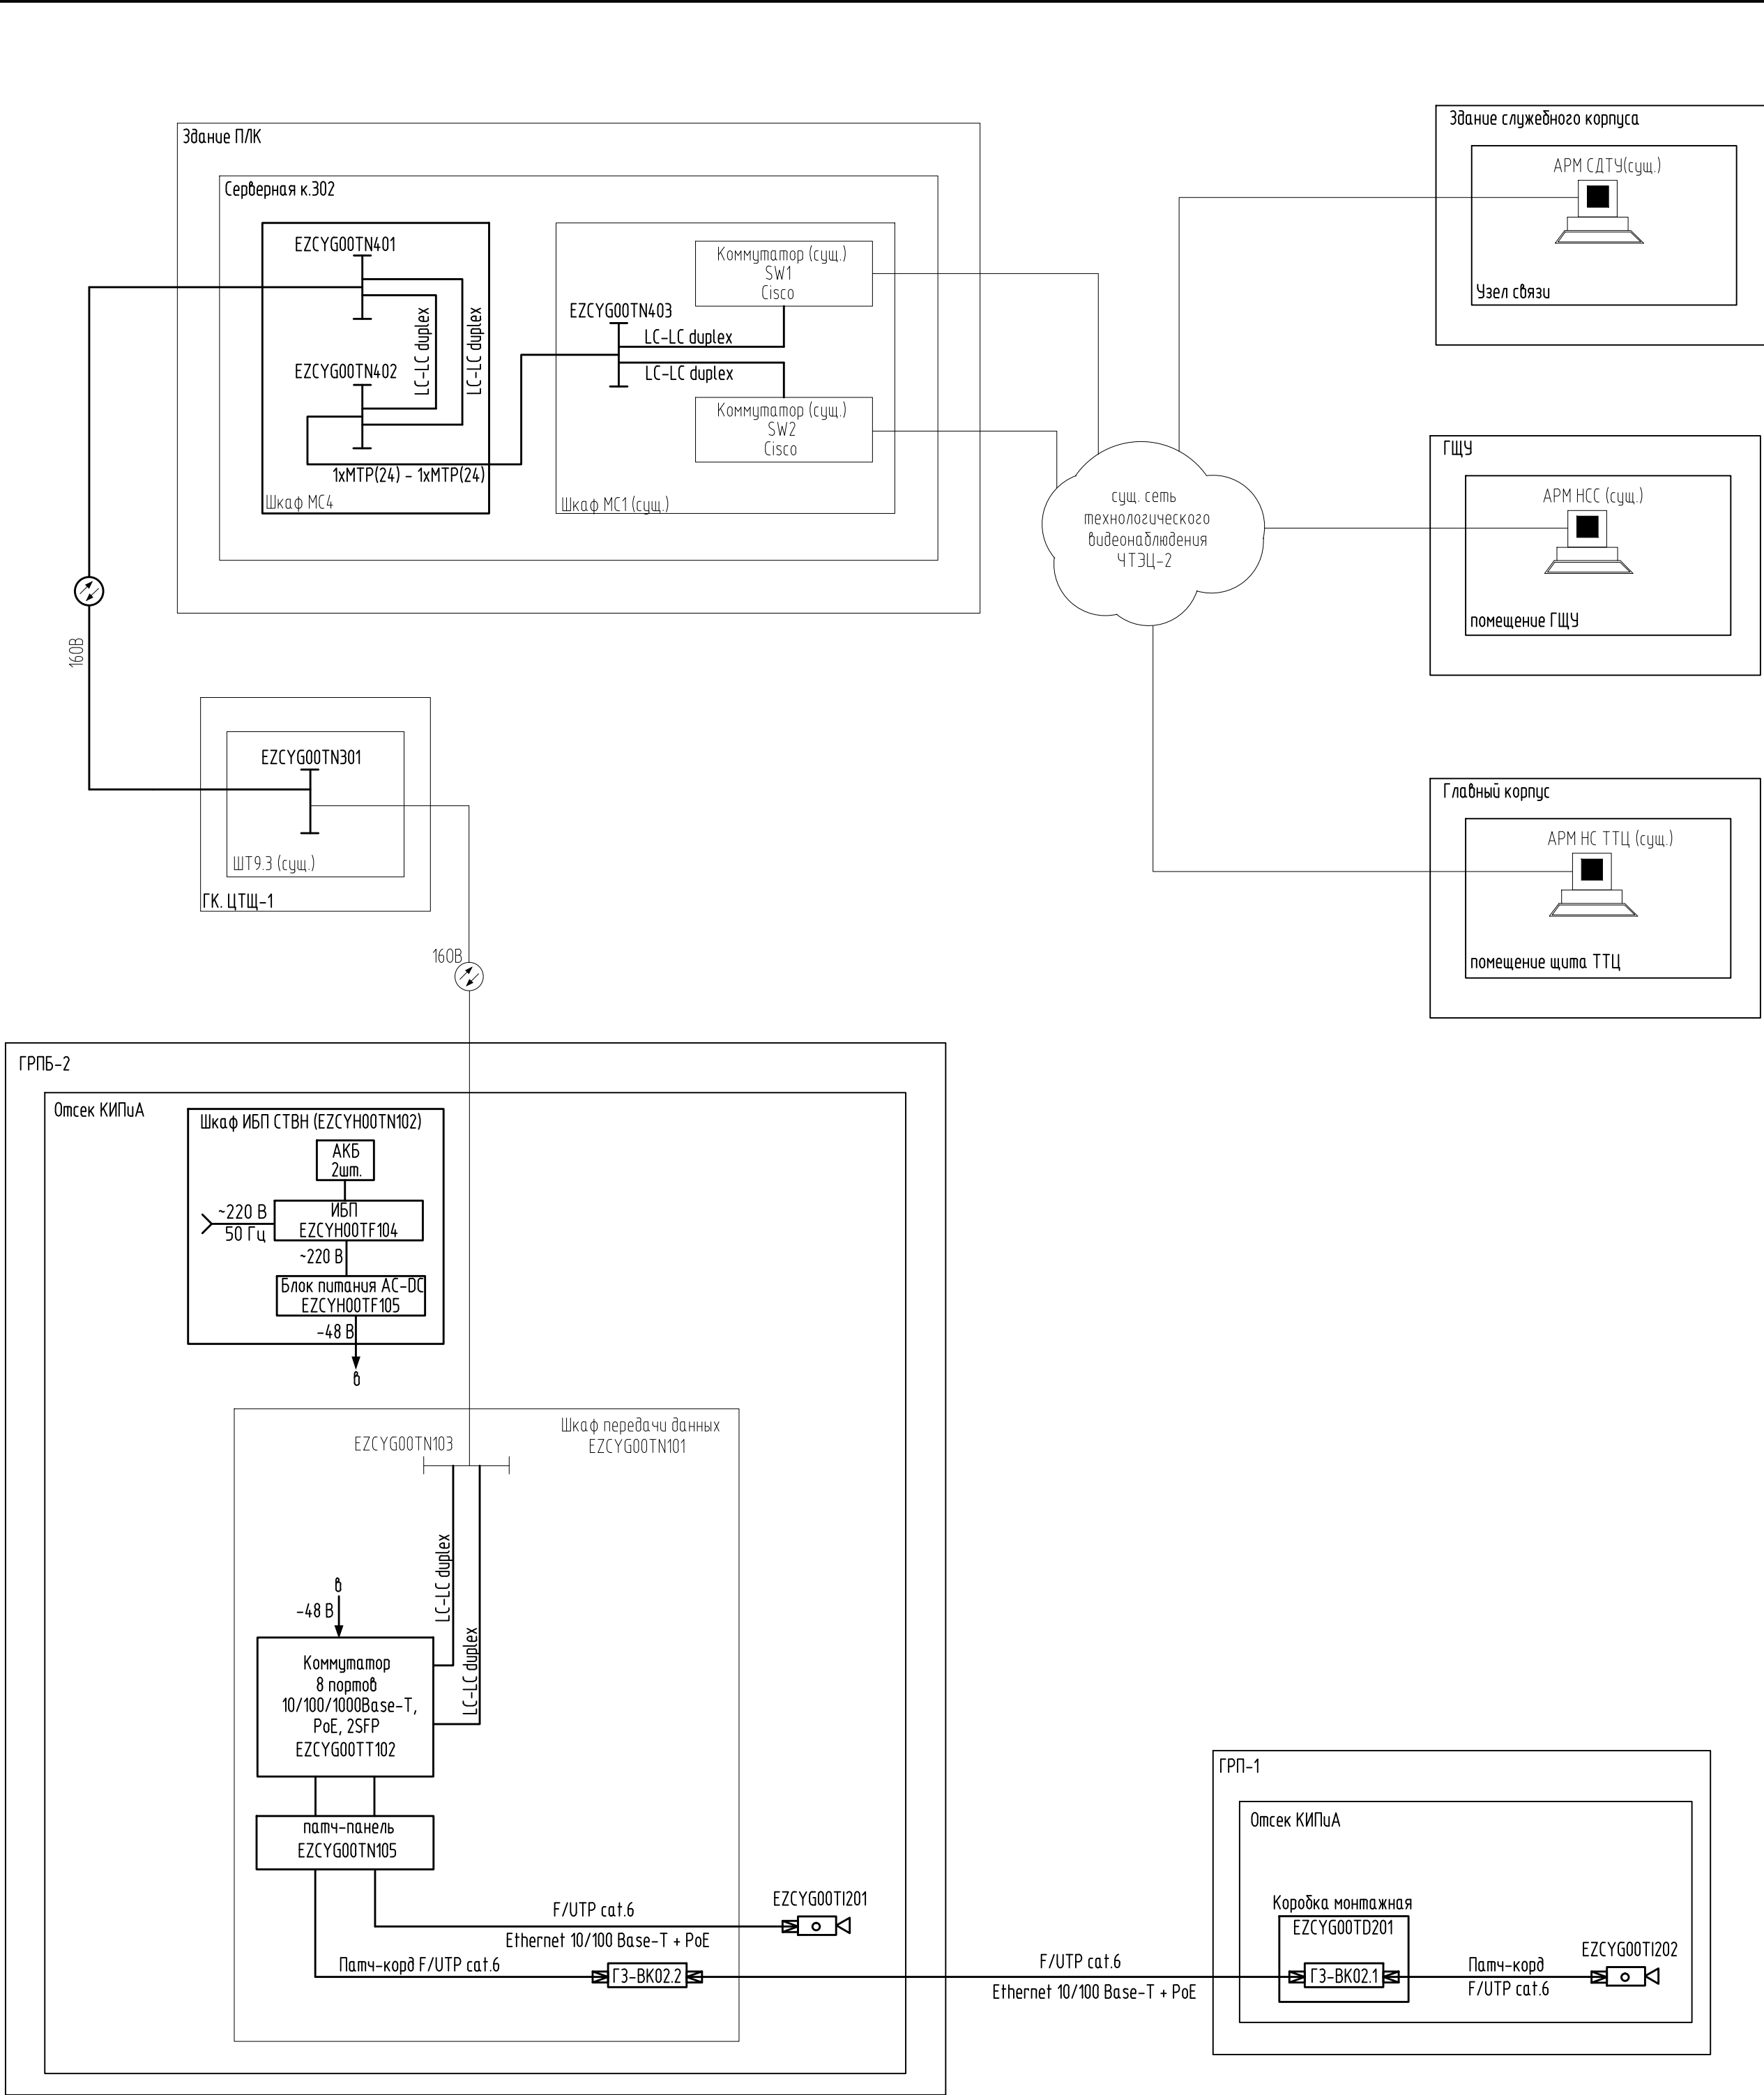 Здание ПЛК
Серверная к.302
EZCYG00TN401
EZCYG00TN402
LC-LC duplex
LC-LC duplex
1хМТР(24) - 1хМТР(24)
Шкаф МС4
EZCYG00TN403
LC-LC duplex
LC-LC duplex
Коммутатор (сущ.)
SW1
Cisco
Коммутатор (сущ.)
SW2
Cisco
Шкаф МС1 (сущ.)
сущ. сеть
технологического
видеонаблюдения
ЧТЭЦ-2
Здание служебного корпуса
АРМ СДТУ(сущ.)
Узел связи
ГЩУ
АРМ НСС (сущ.)
помещение ГЩУ
Главный корпус
АРМ НС ТТЦ (сущ.)
помещение щита ТТЦ
16ОВ
EZCYG00TN301
ШТ9.3 (сущ.)
ГК. ЦТЩ-1
16ОВ
ГРПБ-2
Отсек КИПиА
Шкаф ИБП СТВН (EZCYH00TN102)
АКБ
2шт.
~220 В
50 Гц
ИБП
EZCYH00TF104
~220 В
Блок питания AC-DC
EZCYH00TF105
-48 В
в
Шкаф передачи данных
EZCYG00TN101
EZCYG00TN103
LC-LC duplex
LC-LC duplex
в
-48 В
Коммутатор
8 портов
10/100/1000Base-T,
PoE, 2SFP
EZCYG00TT102
патч-панель
EZCYG00TN105
F/UTP cat.6
Ethernet 10/100 Base-T + PoE
EZCYG00TI201
Патч-корд F/UTP cat.6
ГЗ-ВК02.2
F/UTP cat.6
Ethernet 10/100 Base-T + PoE
ГРП-1
Отсек КИПиА
Коробка монтажная
EZCYG00TD201
ГЗ-ВК02.1
Патч-корд
F/UTP cat.6
EZCYG00TI202